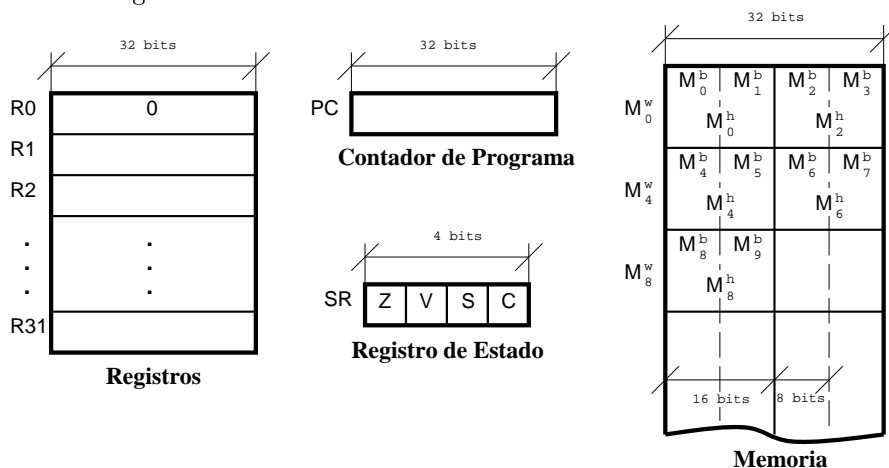 32 bits
R0 0
R1
R2
. .
. .
. .
R31
Registros
32 bits
PC
Contador de Programa
4 bits
SR Z V S C
Registro de Estado
32 bits
M^b_0 M^b_1 M^b_2 M^b_3
M^w_0
M^h_0 M^h_2
M^b_4 M^b_5 M^b_6 M^b_7
M^w_4
M^h_4 M^h_6
M^b_8 M^b_9
M^w_8
M^h_8
16 bits 8 bits
Memoria